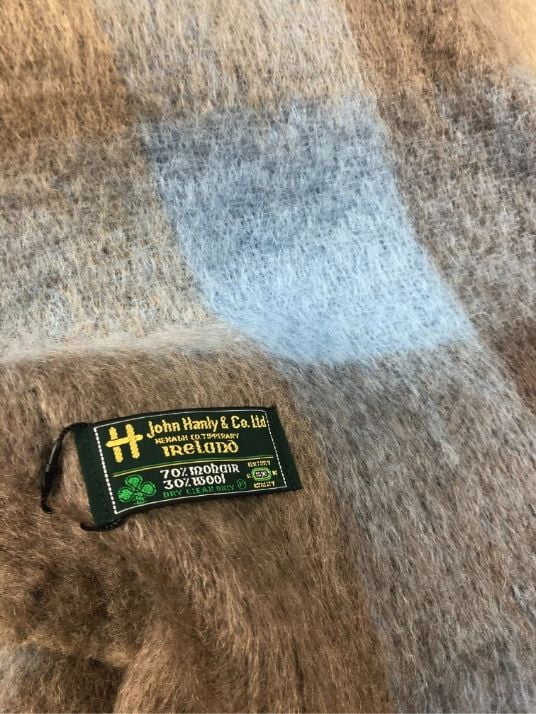 H
John Hanly & Co. Ltd
NENAGH CO. TIPPERARY
IRELAND
70% MOHAIR
30% WOOL
DRY CLEAN ONLY P